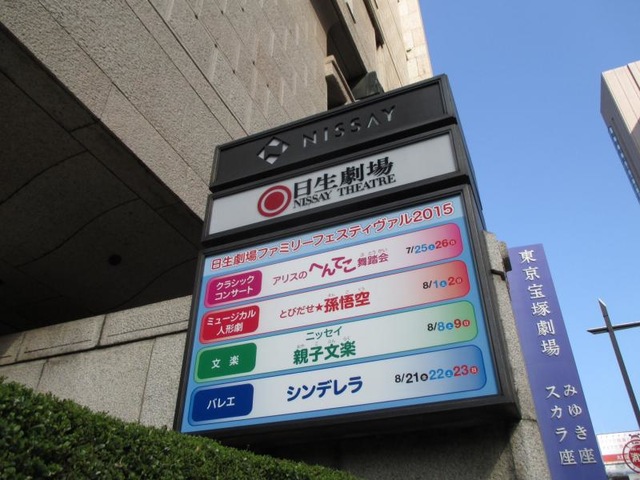 NISSAY
日生劇場
NISSAY THEATRE
日生劇場ファミリーフェスティヴァル2015
クラシック
コンサート
アリスのへんてこ舞踏会
7/25土26日
ミュージカル
人形劇
とびだせ★孫悟空
8/1土2日
文楽
ニッセイ
親子文楽
8/8土9日
バレエ
シンデレラ
8/21金22土23日
東京宝塚劇場
みゆき座
スカラ座